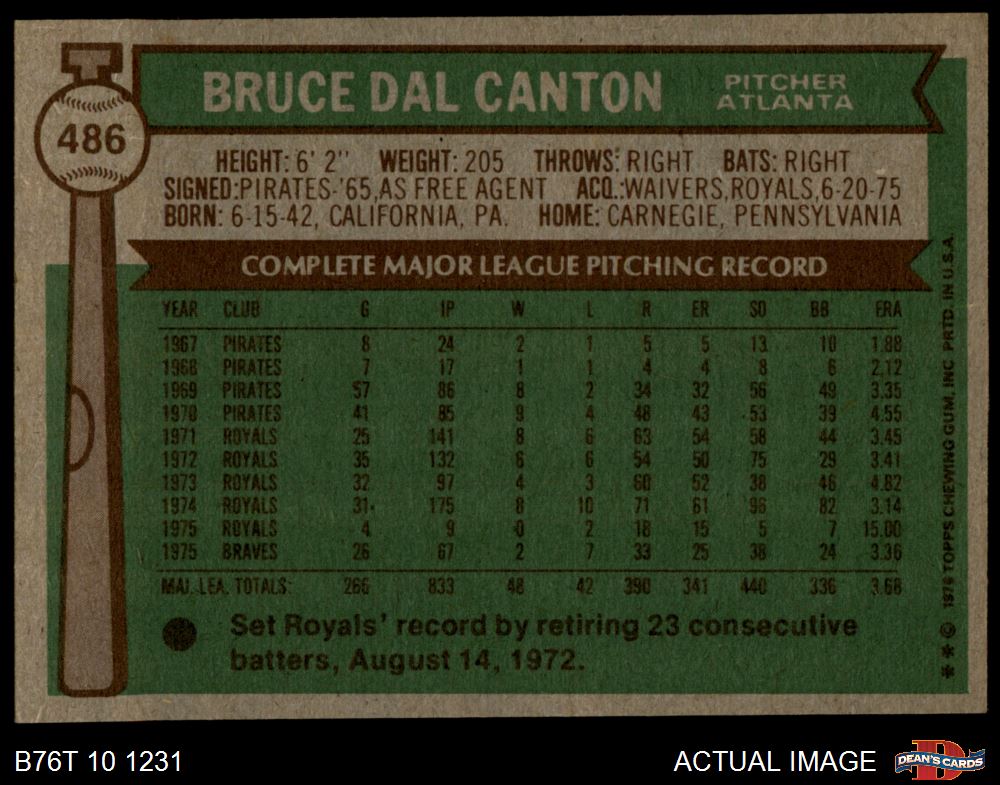 486
BRUCE DAL CANTON
PITCHER
ATLANTA
HEIGHT: 6' 2" WEIGHT: 205 THROWS: RIGHT BATS: RIGHT
SIGNED: PIRATES-'65, AS FREE AGENT ACQ.: WAIVERS, ROYALS, 6-20-75
BORN: 6-15-42, CALIFORNIA, PA. HOME: CARNEGIE, PENNSYLVANIA
COMPLETE MAJOR LEAGUE PITCHING RECORD
YEAR CLUB G IP W L R ER SO BB ERA
1967 PIRATES 8 24 2 1 5 5 13 10 1.88
1968 PIRATES 7 17 1 1 4 4 8 6 2.12
1969 PIRATES 57 86 8 2 34 32 56 49 3.35
1970 PIRATES 41 85 9 4 48 43 53 39 4.55
1971 ROYALS 25 141 8 6 63 54 58 44 3.45
1972 ROYALS 35 132 6 6 54 50 75 29 3.41
1973 ROYALS 32 97 4 3 60 52 38 46 4.82
1974 ROYALS 31 175 8 10 71 61 96 82 3.14
1975 ROYALS 4 9 0 2 18 15 5 7 15.00
1975 BRAVES 26 67 2 7 33 25 38 24 3.36
MAJ. LEA. TOTALS: 266 833 48 42 390 341 440 336 3.68
Set Royals' record by retiring 23 consecutive
batters, August 14, 1972.
* * © 1976 TOPPS CHEWING GUM, INC PRTD. IN U.S.A.
B76T 10 1231
ACTUAL IMAGE
D
DEAN'S CARDS